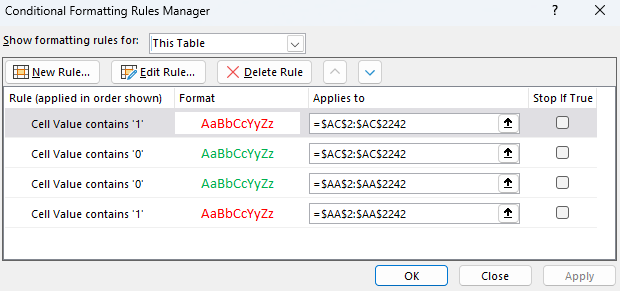 Conditional Formatting Rules Manager ?
Show formatting rules for: This Table
New Rule... Edit Rule... Delete Rule
Rule (applied in order shown) Format Applies to Stop If True
Cell Value contains '1' AaBbCcYyZz =$AC$2:$AC$2242
Cell Value contains '0' AaBbCcYyZz =$AC$2:$AC$2242
Cell Value contains '0' AaBbCcYyZz =$AA$2:$AA$2242
Cell Value contains '1' AaBbCcYyZz =$AA$2:$AA$2242
OK Close Apply